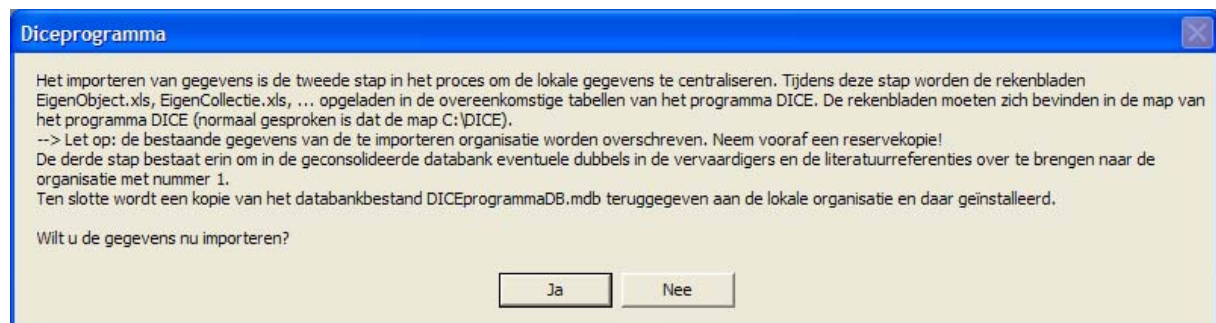 Diceprogramma
Het importeren van gegevens is de tweede stap in het proces om de lokale gegevens te centraliseren. Tijdens deze stap worden de rekenbladen
EigenObject.xls, EigenCollectie.xls, ... opgeladen in de overeenkomstige tabellen van het programma DICE. De rekenbladen moeten zich bevinden in de map van
het programma DICE (normaal gesproken is dat de map C:\DICE).
--> Let op: de bestaande gegevens van de te importeren organisatie worden overschreven. Neem vooraf een reservekopie!
De derde stap bestaat erin om in de geconsolideerde databank eventuele dubbels in de vervaardigers en de literatuurreferenties over te brengen naar de
organisatie met nummer 1.
Ten slotte wordt een kopie van het databankbestand DICEprogrammaDB.mdb teruggegeven aan de lokale organisatie en daar geïnstalleerd.
Wilt u de gegevens nu importeren?
Ja Nee